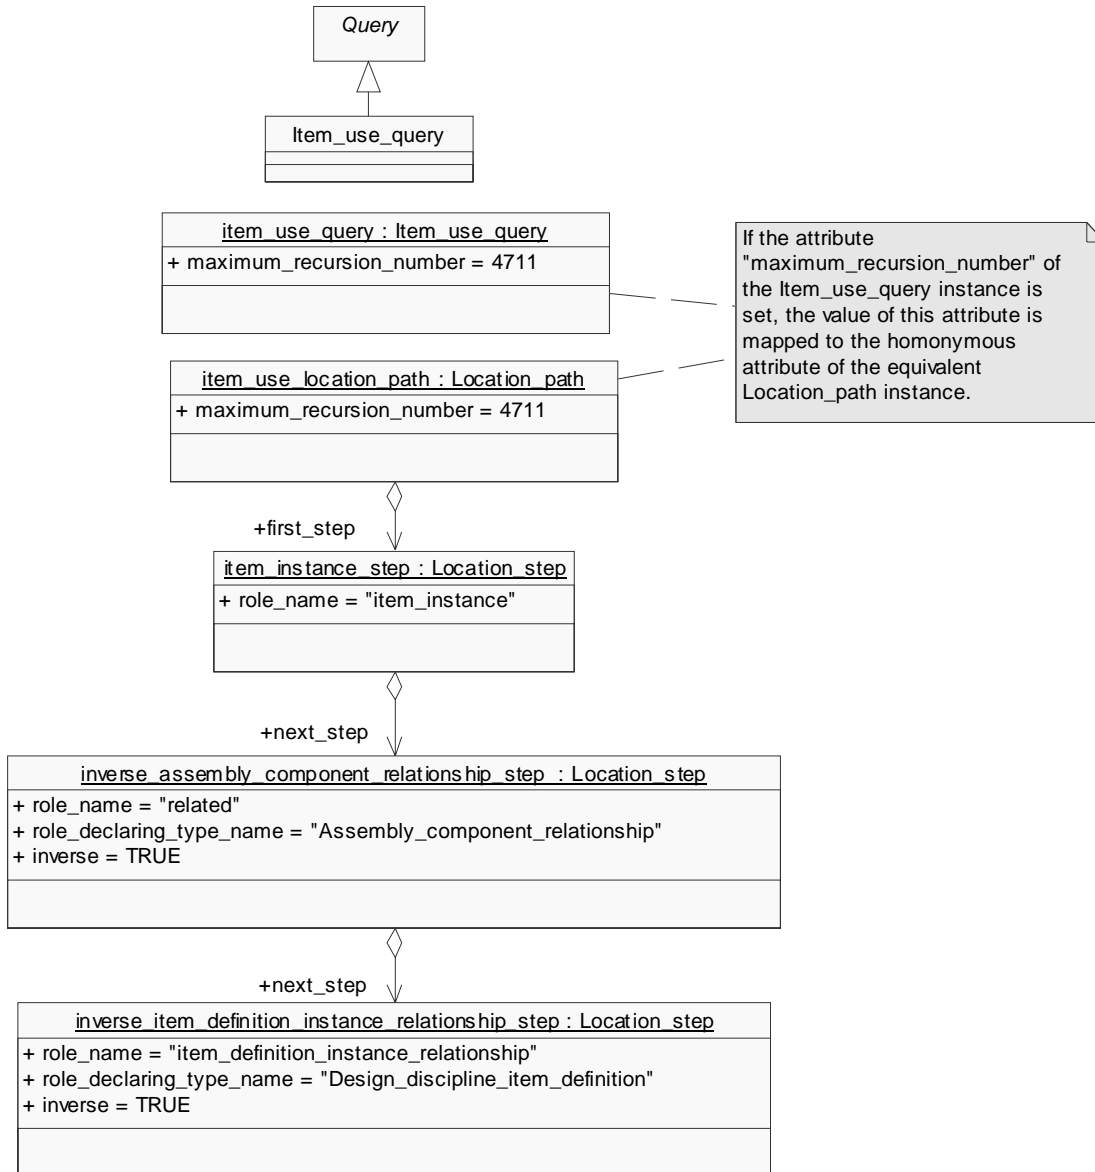 Query
Item_use_query
item_use_query : Item_use_query
+ maximum_recursion_number = 4711
If the attribute
"maximum_recursion_number" of
the Item_use_query instance is
set, the value of this attribute is
mapped to the homonymous
attribute of the equivalent
Location_path instance.
item_use_location_path : Location_path
+ maximum_recursion_number = 4711
+first_step
item_instance_step : Location_step
+ role_name = "item_instance"
+next_step
inverse_assembly_component_relationship_step : Location_step
+ role_name = "related"
+ role_declaring_type_name = "Assembly_component_relationship"
+ inverse = TRUE
+next_step
inverse_item_definition_instance_relationship_step : Location_step
+ role_name = "item_definition_instance_relationship"
+ role_declaring_type_name = "Design_discipline_item_definition"
+ inverse = TRUE